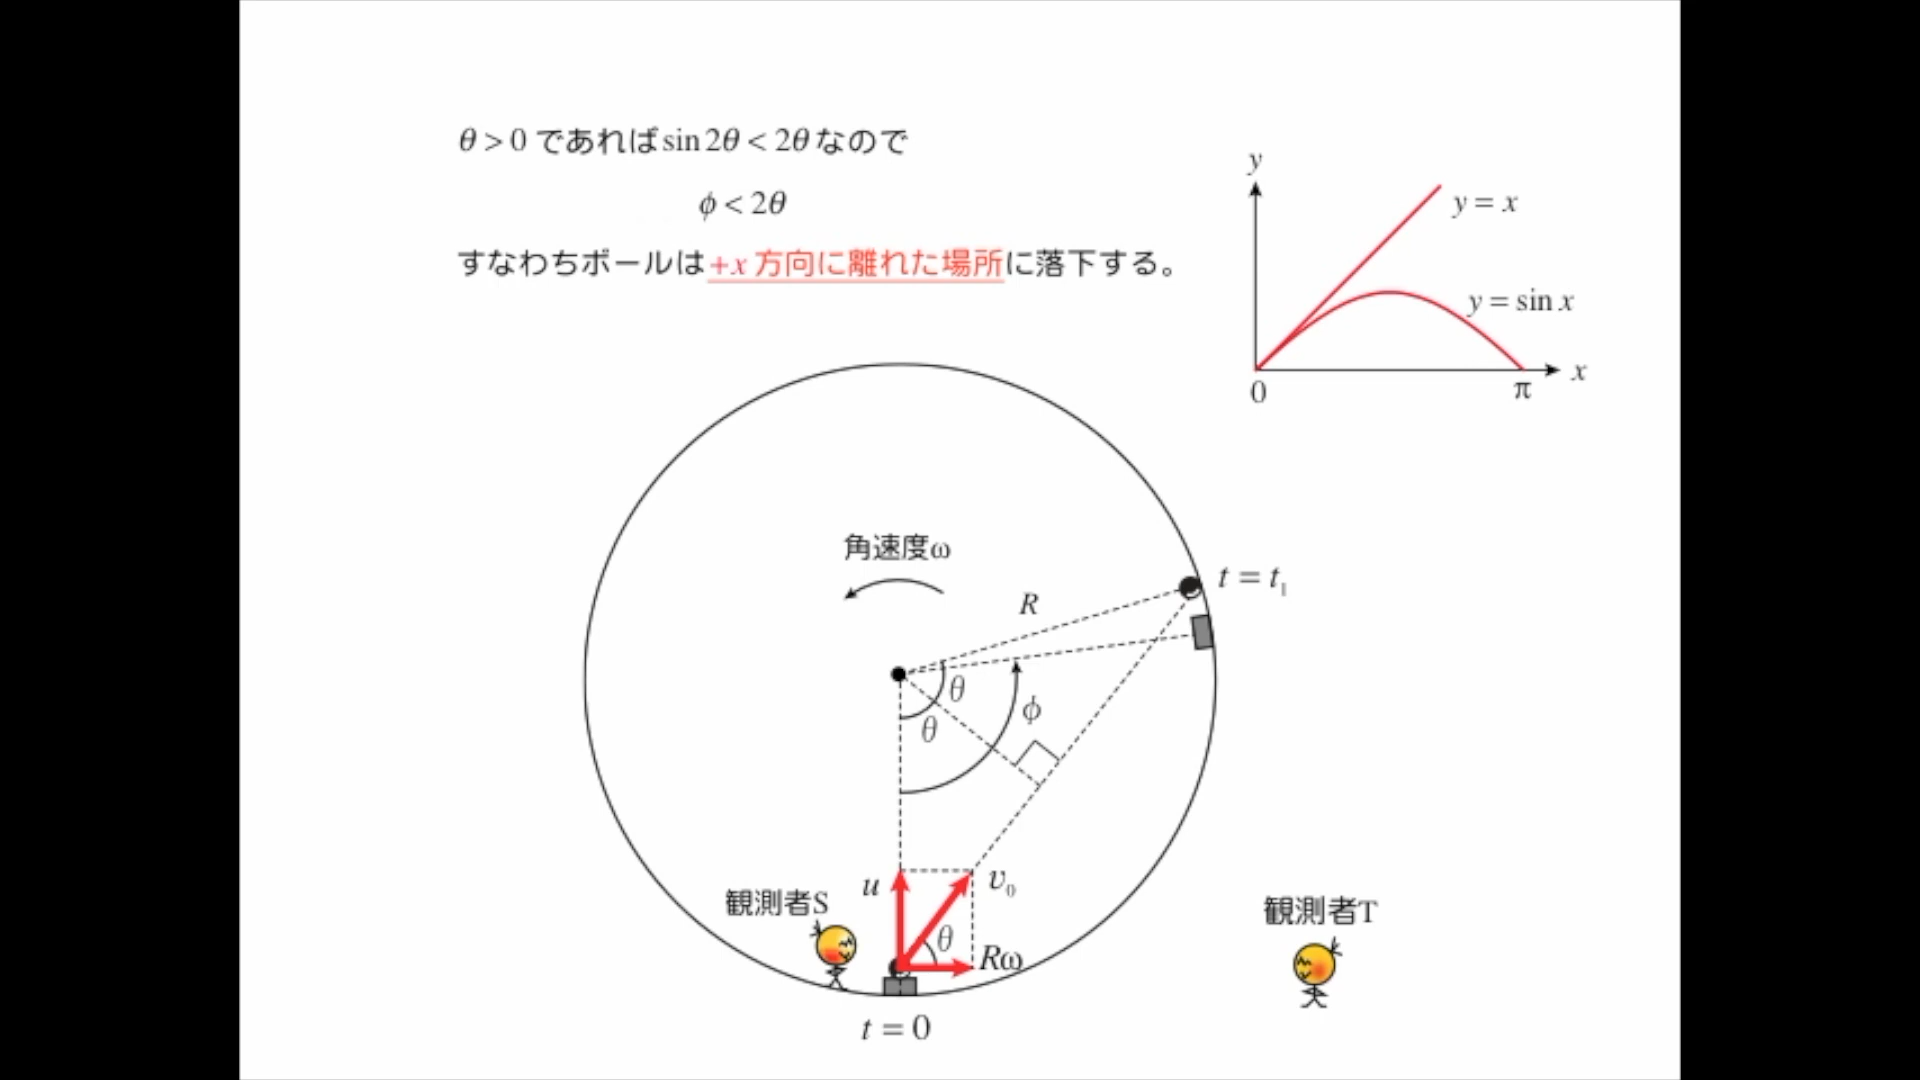 θ > 0 であれば sin 2θ < 2θ なので
ϕ < 2θ
すなわちボールは +x 方向に離れた場所に落下する。
y
y = x
y = sin x
0
π
x
角速度ω
R
t = t₁
θ
θ
ϕ
観測者S
u
v₀
θ
Rω
観測者T
t = 0